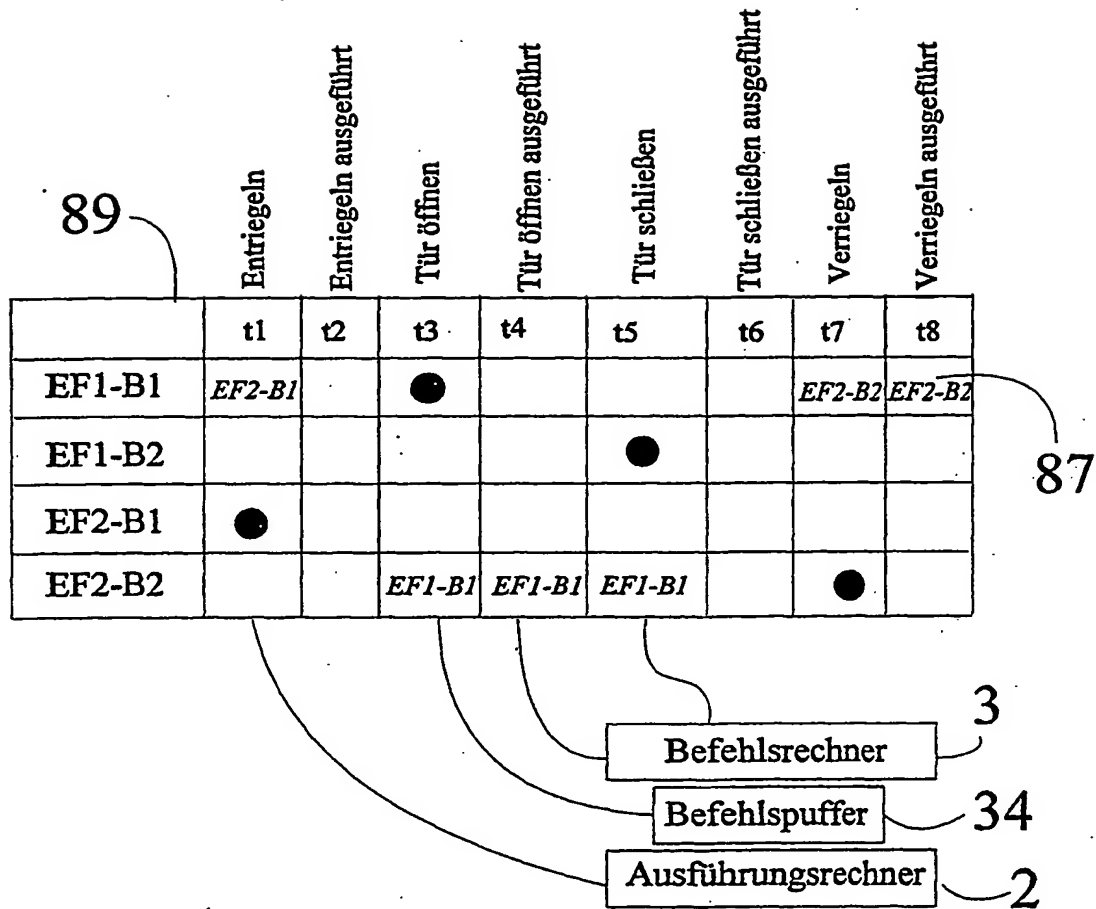 Entriegeln
Entriegeln ausgeführt
Tür öffnen
Tür öffnen ausgeführt
Tür schließen
Tür schließen ausgeführt
Verriegeln
Verriegeln ausgeführt
89
t1 t2 t3 t4 t5 t6 t7 t8
EF1-B1 EF2-B1 EF2-B2 EF2-B2
87
EF1-B2
EF2-B1
EF2-B2 EF1-B1 EF1-B1 EF1-B1
Befehlsrechner 3
Befehlspuffer 34
Ausführungsrechner 2